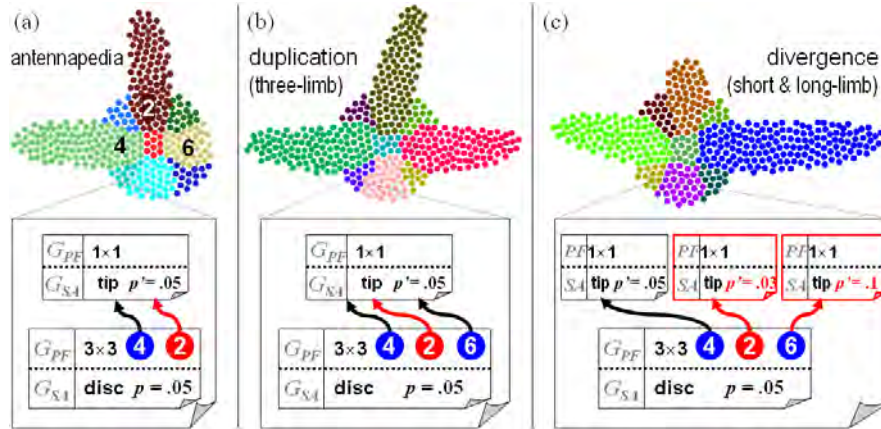 (a)
antennapedia
2
4
6
G_PF 1×1
G_SA tip p'= .05
G_PF 3×3 4 2
G_SA disc p = .05
(b)
duplication
(three-limb)
G_PF 1×1
G_SA tip p'= .05
G_PF 3×3 4 2 6
G_SA disc p = .05
(c)
divergence
(short & long-limb)
PF 1×1
SA tip p'= .05
PF 1×1
SA tip p'= .03
PF 1×1
SA tip p'= .1
G_PF 3×3 4 2 6
G_SA disc p = .05